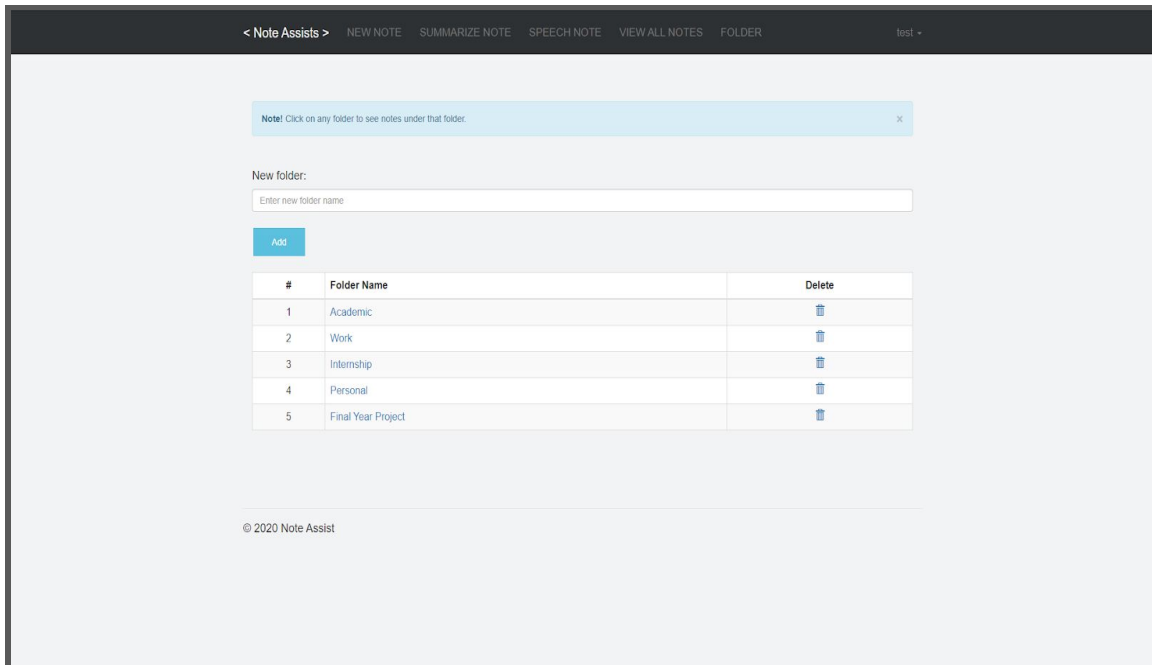 < Note Assists > NEW NOTE SUMMARIZE NOTE SPEECH NOTE VIEW ALL NOTES FOLDER test
Note! Click on any folder to see notes under that folder. ×
New folder:
Enter new folder name
Add
# Folder Name Delete
1 Academic
2 Work
3 Internship
4 Personal
5 Final Year Project
© 2020 Note Assist